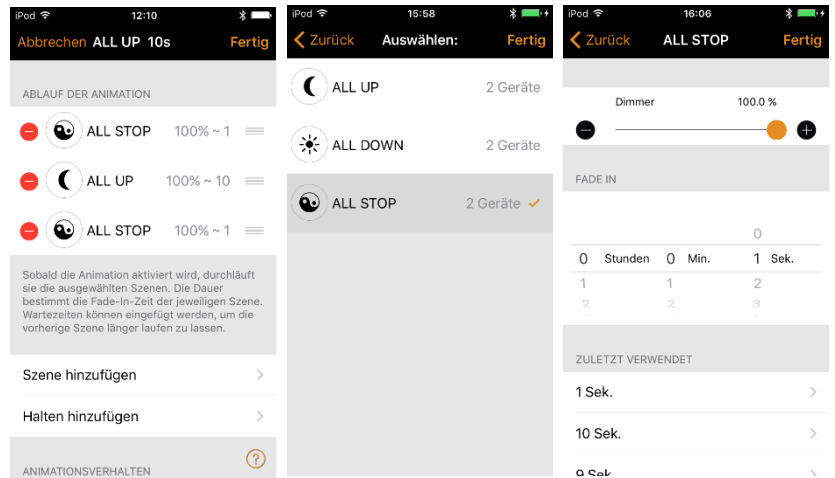 iPod 12:10
Abbrechen ALL UP 10s Fertig
ABLAUF DER ANIMATION
ALL STOP 100% ~ 1
ALL UP 100% ~ 10
ALL STOP 100% ~ 1
Sobald die Animation aktiviert wird, durchläuft
sie die ausgewählten Szenen. Die Dauer
bestimmt die Fade-In-Zeit der jeweiligen Szene.
Wartezeiten können eingefügt werden, um die
vorherige Szene länger laufen zu lassen.
Szene hinzufügen
Halten hinzufügen
ANIMATIONSVERHALTEN ?
iPod 15:58
Zurück Auswählen: Fertig
ALL UP 2 Geräte
ALL DOWN 2 Geräte
ALL STOP 2 Geräte
iPod 16:06
Zurück ALL STOP Fertig
Dimmer 100.0 %
FADE IN
0
0 Stunden 0 Min. 1 Sek.
1 1 2
2 2 3
ZULETZT VERWENDET
1 Sek.
10 Sek.
9 Sek.